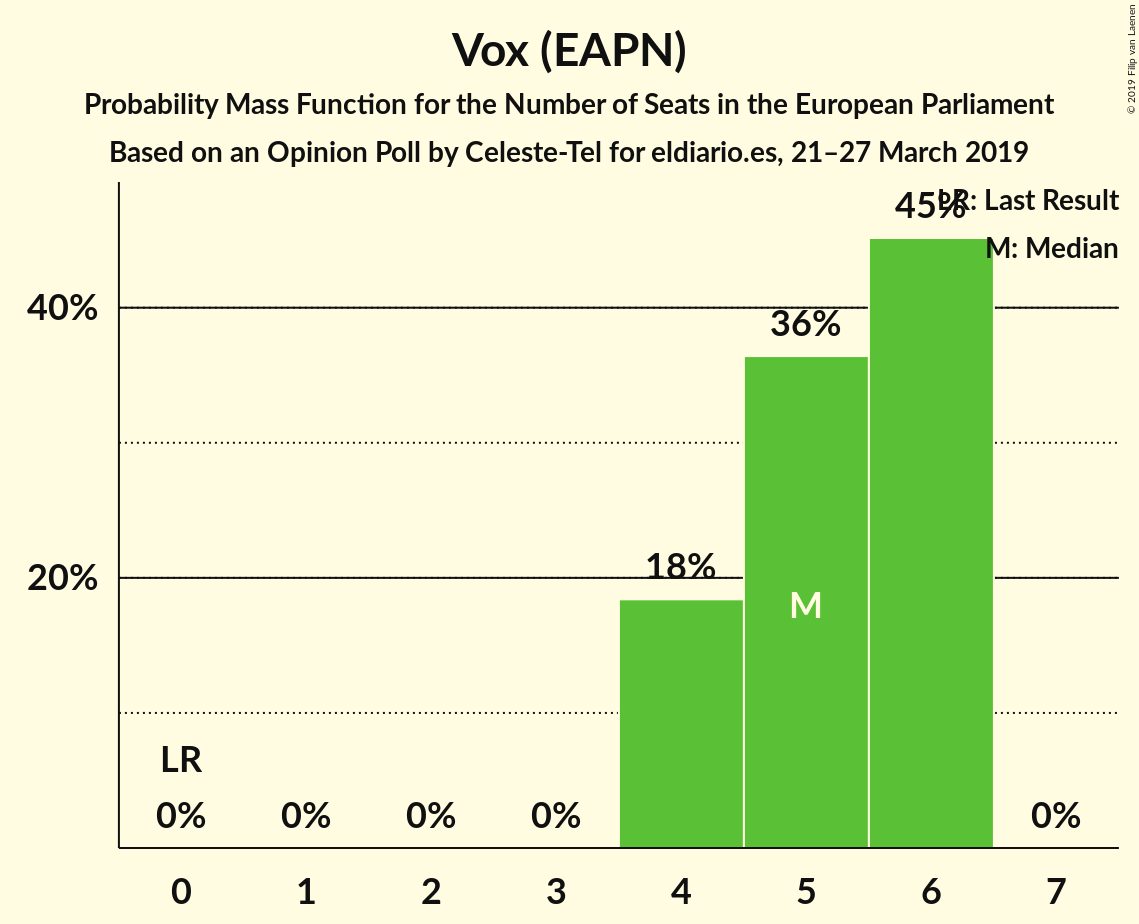 Vox (EAPN)
Probability Mass Function for the Number of Seats in the European Parliament
Based on an Opinion Poll by Celeste-Tel for eldiario.es, 21–27 March 2019
© 2019 Filip van Laenen
LR: Last Result
M: Median
45%
40%
36%
20%
18%
M
LR
0%
0%
0%
0%
0%
0 1 2 3 4 5 6 7